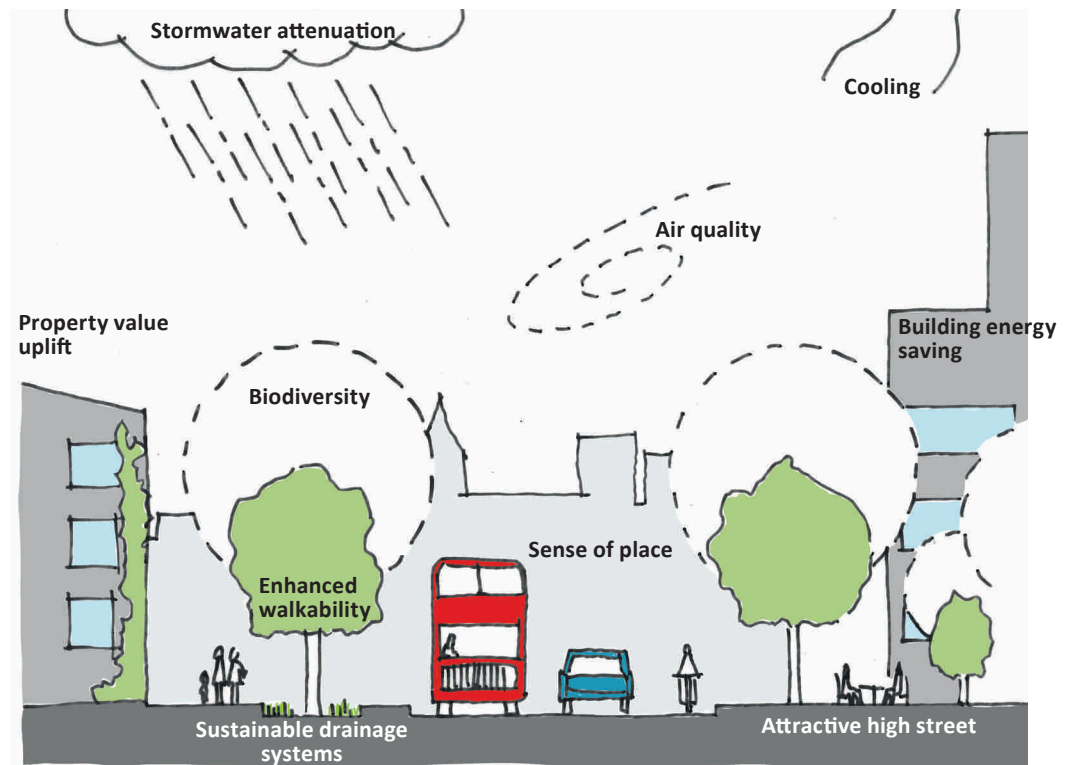 Stormwater attenuation
Cooling
Air quality
Property value
uplift
Building energy
saving
Biodiversity
Sense of place
Enhanced
walkability
Sustainable drainage
systems
Attractive high street